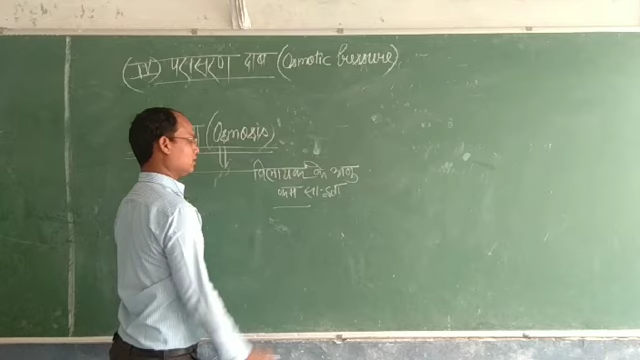 (IV) परासरण दाब (Osmotic Pressure)
(Osmosis)
विलायक के अणु
कम सान्द्रता